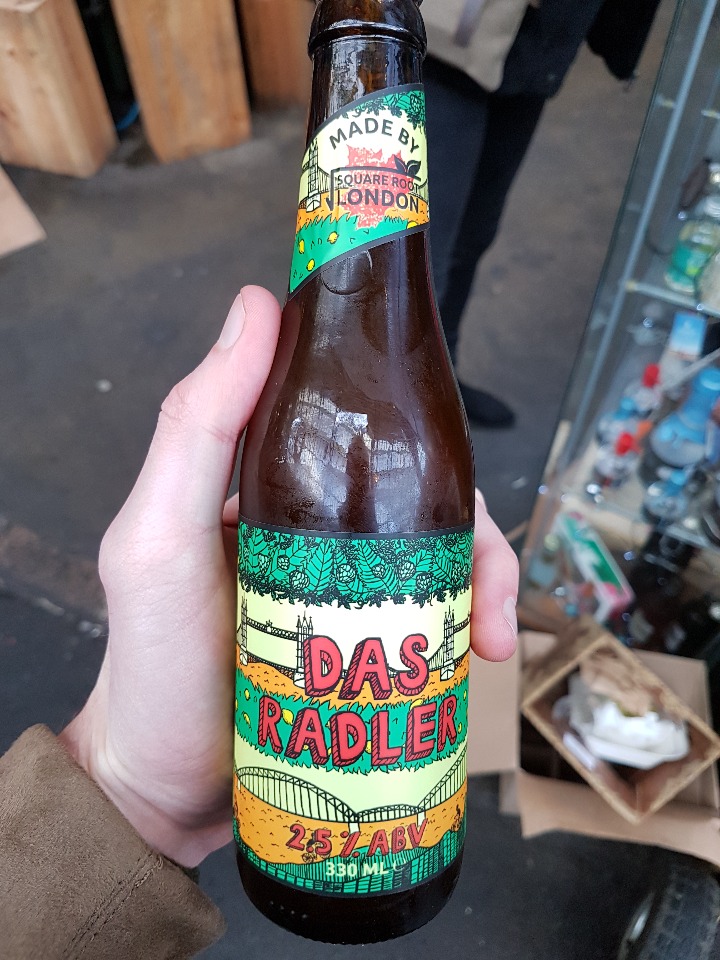 MADE BY
SQUARE ROOT
LONDON
DAS
RADLER
2.5% ABV
330 ML